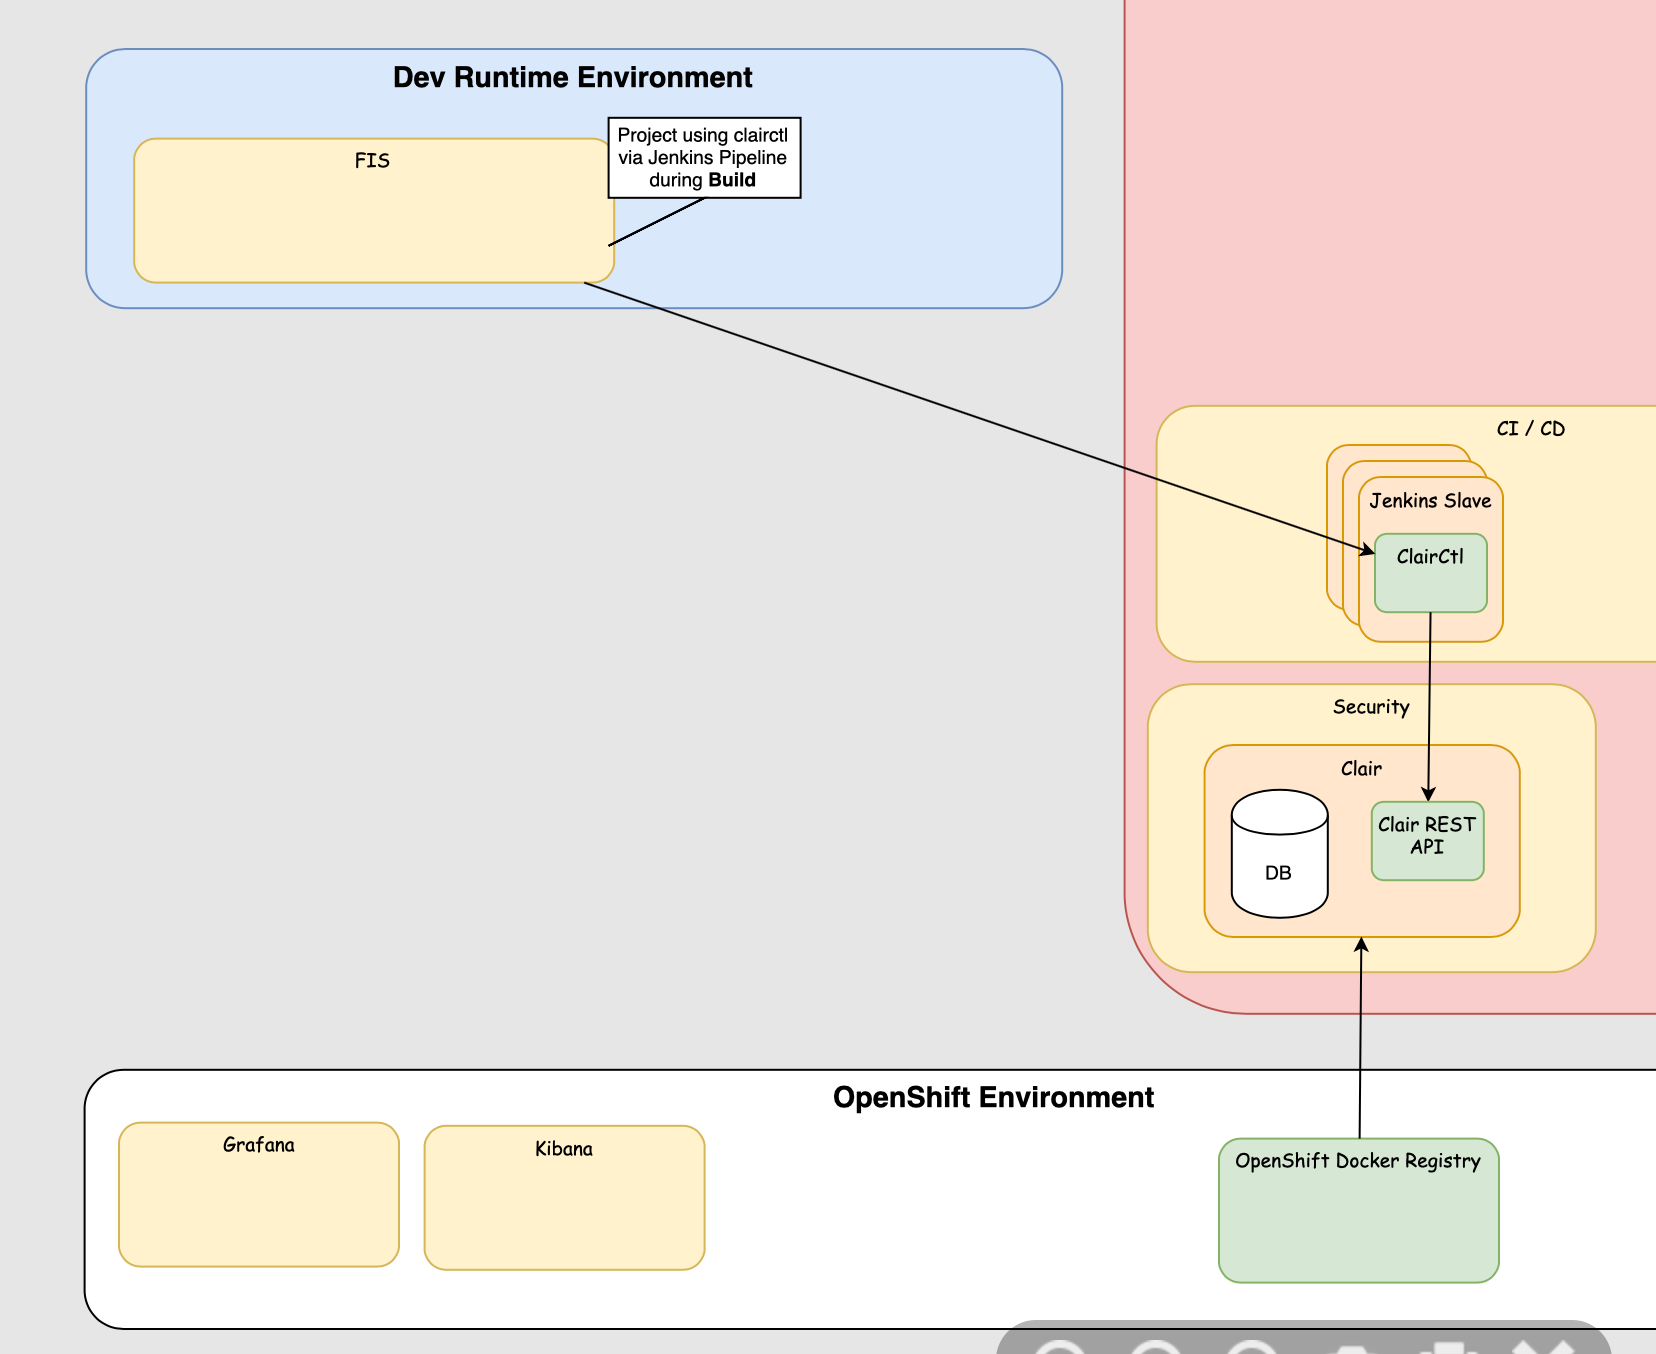 Dev Runtime Environment
FIS
Project using clairctl
via Jenkins Pipeline
during Build
CI / CD
Jenkins Slave
ClairCtl
Security
Clair
DB
Clair REST
API
OpenShift Environment
Grafana
Kibana
OpenShift Docker Registry